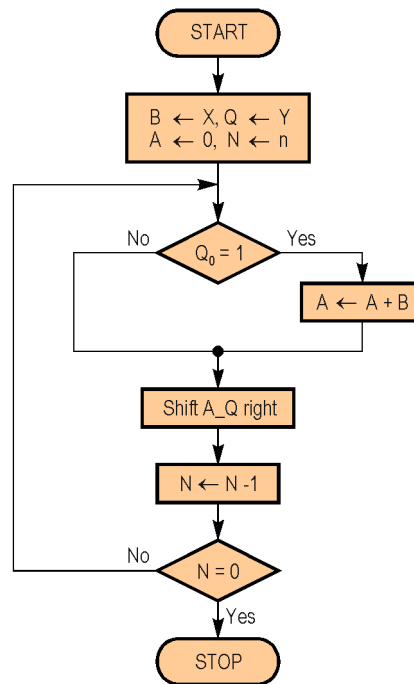 START
B ← X, Q ← Y
A ← 0, N ← n
No
Yes
Q₀ = 1
A ← A + B
Shift A_Q right
N ← N -1
No
N = 0
Yes
STOP